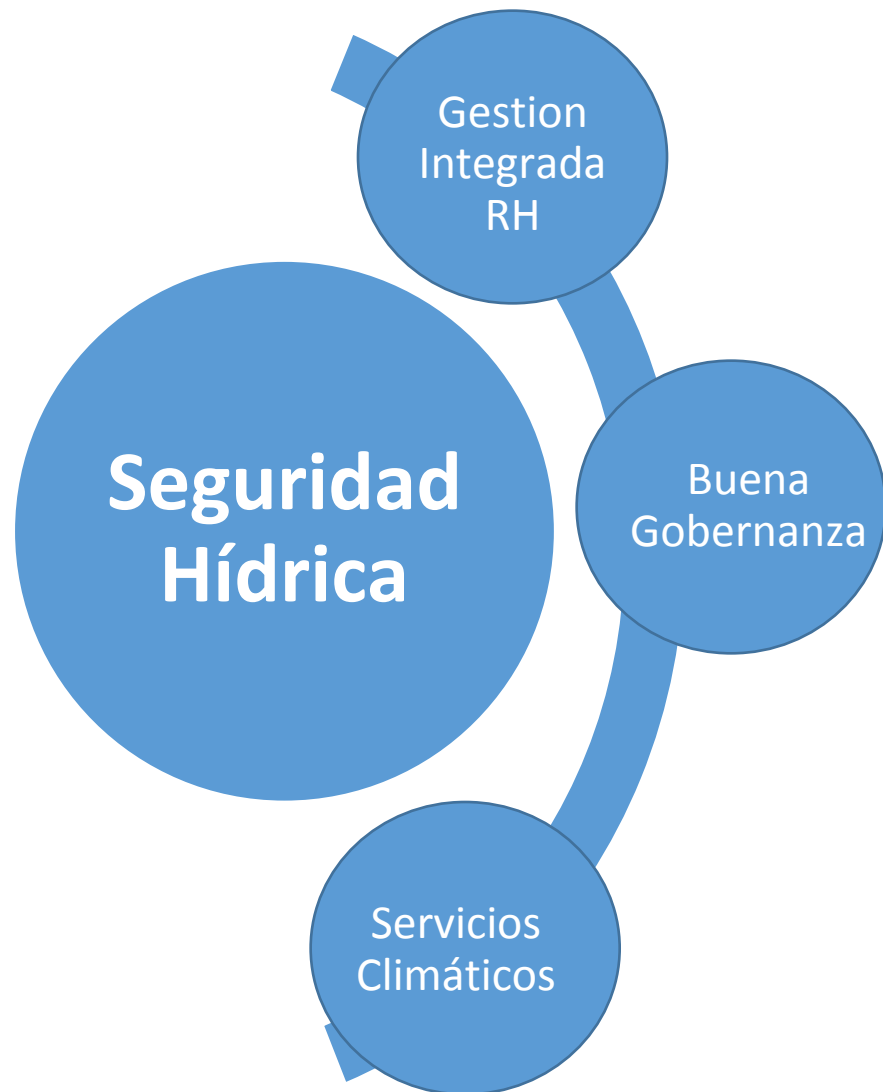 Gestion
Integrada
RH
Seguridad
Hídrica
Buena
Gobernanza
Servicios
Climáticos